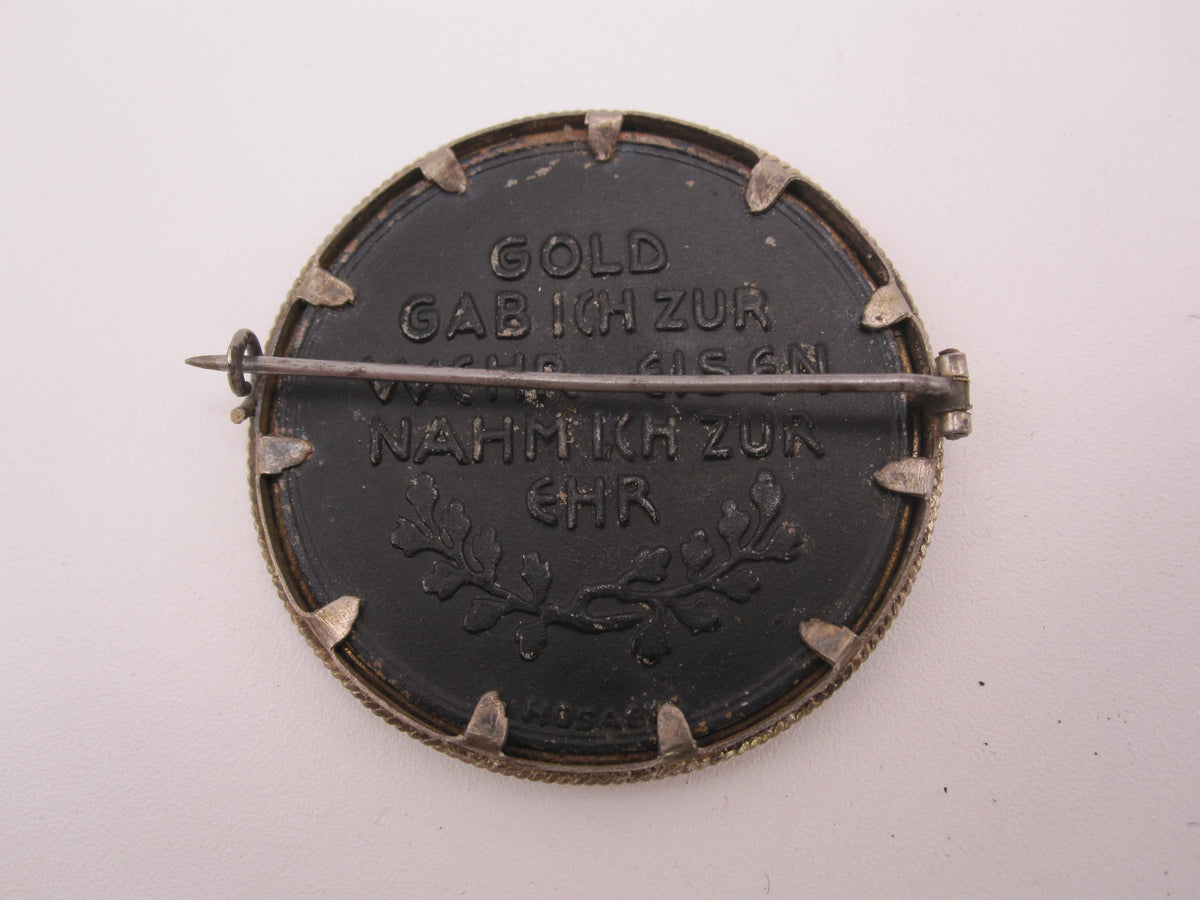 GOLD
GAB ICH ZUR
WEHR EISEN
NAHM ICH ZUR
EHR